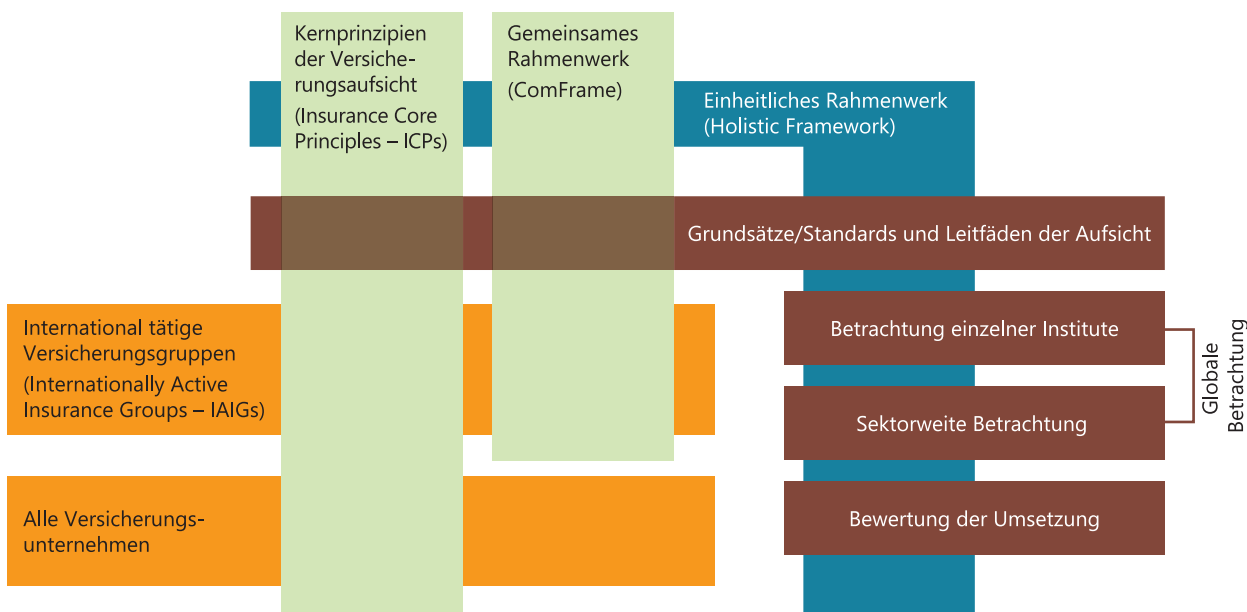 Kernprinzipien
der Versiche-
rungsaufsicht
(Insurance Core
Principles – ICPs)
Gemeinsames
Rahmenwerk
(ComFrame)
Einheitliches Rahmenwerk
(Holistic Framework)
Grundsätze/Standards und Leitfäden der Aufsicht
International tätige
Versicherungsgruppen
(Internationally Active
Insurance Groups – IAIGs)
Betrachtung einzelner Institute
Sektorweite Betrachtung
Globale
Betrachtung
Alle Versicherungs-
unternehmen
Bewertung der Umsetzung